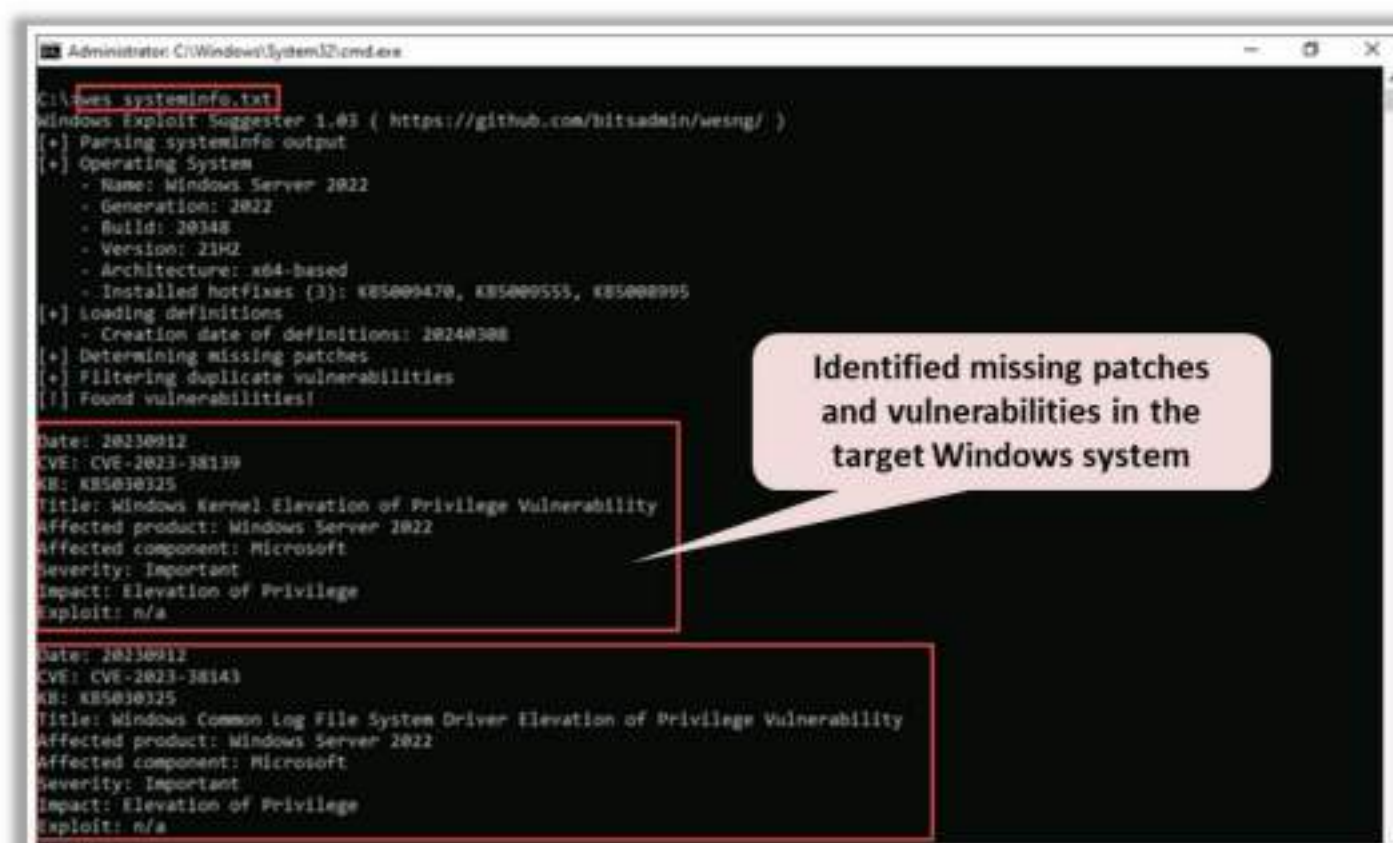 Administrator: C:\Windows\System32\cmd.exe
C:\>wes systeminfo.txt
Windows Exploit Suggester 1.03 ( https://github.com/bitsadmin/wesng/ )
[+] Parsing systeminfo output
[+] Operating System
- Name: Windows Server 2022
- Generation: 2022
- Build: 20348
- Version: 21H2
- Architecture: x64-based
- Installed hotfixes (3): KB5009470, KB5009555, KB5008995
[+] Loading definitions
- Creation date of definitions: 20240308
[+] Determining missing patches
[+] Filtering duplicate vulnerabilities
[!] Found vulnerabilities!
Identified missing patches
and vulnerabilities in the
target Windows system
Date: 20230912
CVE: CVE-2023-38139
KB: KB5030325
Title: Windows Kernel Elevation of Privilege Vulnerability
Affected product: Windows Server 2022
Affected component: Microsoft
Severity: Important
Impact: Elevation of Privilege
Exploit: n/a
Date: 20230912
CVE: CVE-2023-38143
KB: KB5030325
Title: Windows Common Log File System Driver Elevation of Privilege Vulnerability
Affected product: Windows Server 2022
Affected component: Microsoft
Severity: Important
Impact: Elevation of Privilege
Exploit: n/a